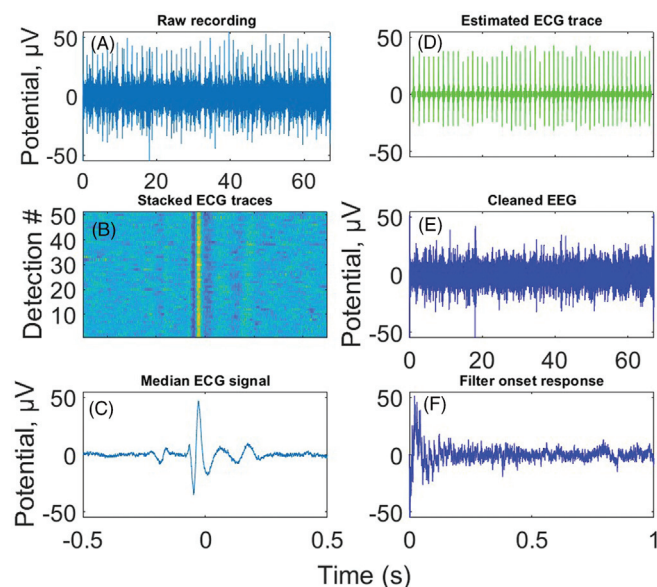 Raw recording
(A)
Potential, µV
50
0
-50
0
20
40
60
Stacked ECG traces
(B)
Detection #
50
40
30
20
10
Median ECG signal
(C)
Potential, µV
50
0
-50
-0.5
0
0.5
Estimated ECG trace
(D)
50
0
-50
Cleaned EEG
(E)
Potential, µV
50
0
-50
0
20
40
60
Filter onset response
(F)
50
0
-50
0
0.5
1
Time (s)